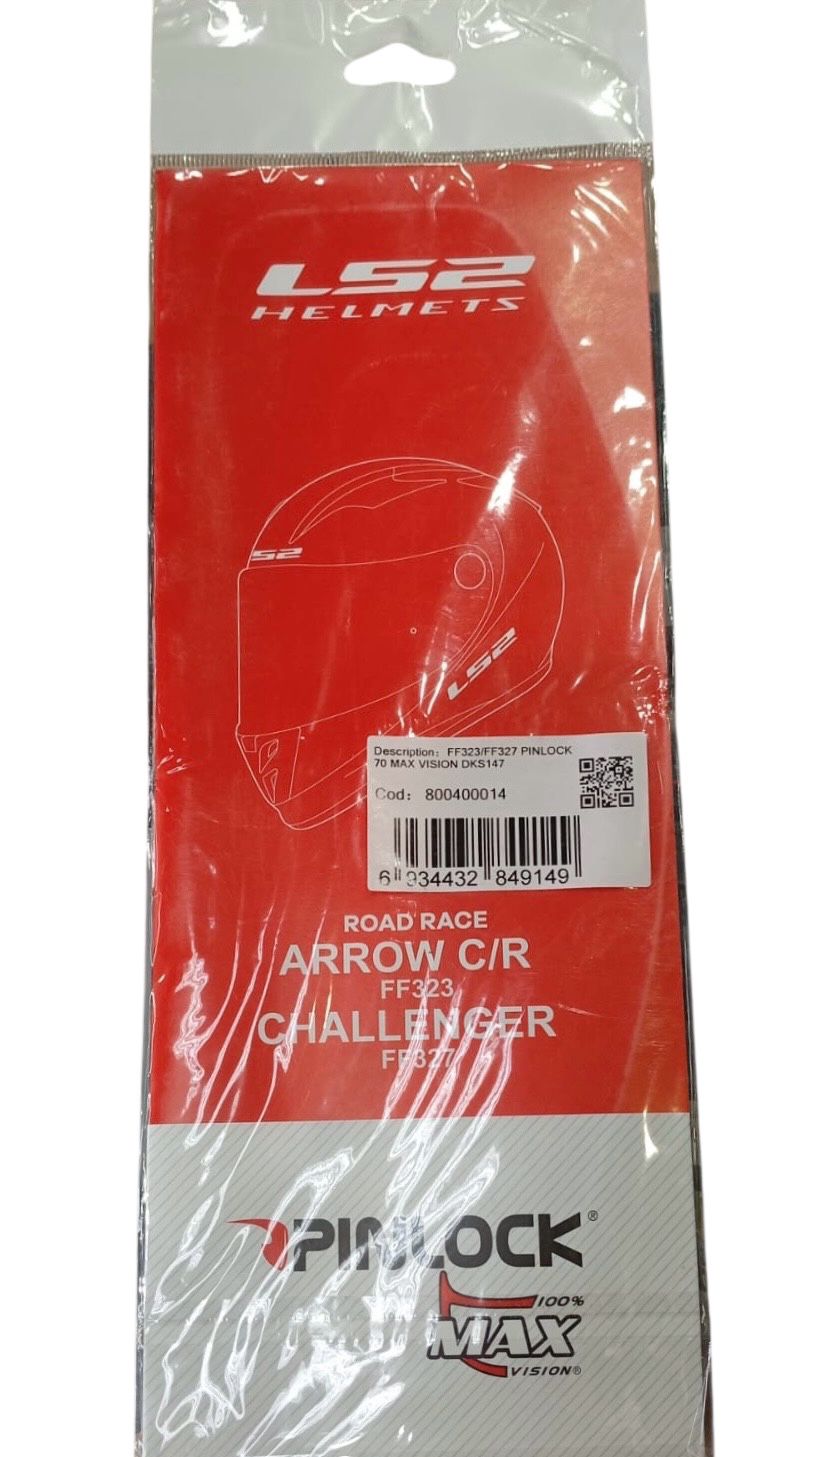 LS2
HELMETS
S2
LS2
Description: FF323/FF327 PINLOCK
70 MAX VISION DKS147
Cod: 800400014
6 934432 849149
ROAD RACE
ARROW C/R
FF323
CHALLENGER
FF327
PINLOCK®
100%
MAX
VISION®